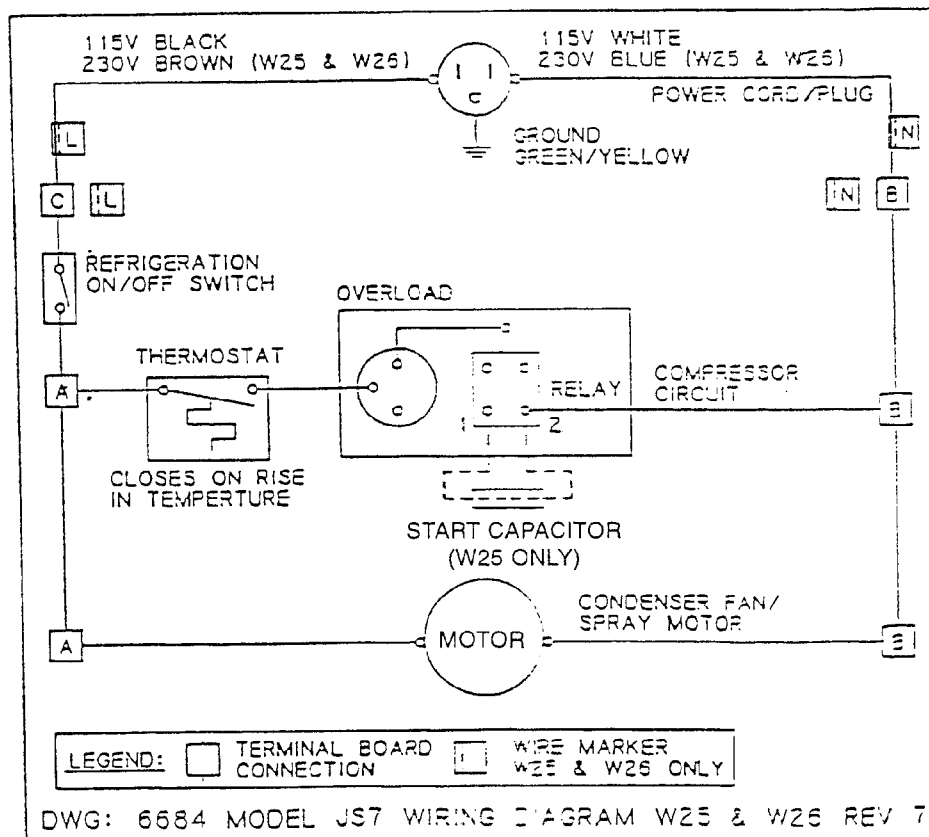 115V BLACK
230V BROWN (W25 & W26)
115V WHITE
230V BLUE (W25 & W26)
POWER CORD/PLUG
GROUND
GREEN/YELLOW
L
N
C
L
N
B
REFRIGERATION
ON/OFF SWITCH
OVERLOAD
THERMOSTAT
A
RELAY
COMPRESSOR
CIRCUIT
B
1
2
CLOSES ON RISE
IN TEMPERTURE
START CAPACITOR
(W25 ONLY)
CONDENSER FAN/
SPRAY MOTOR
A
MOTOR
B
LEGEND:
TERMINAL BOARD
CONNECTION
WIRE MARKER
W25 & W26 ONLY
DWG: 6684 MODEL JS7 WIRING DIAGRAM W25 & W26 REV 7